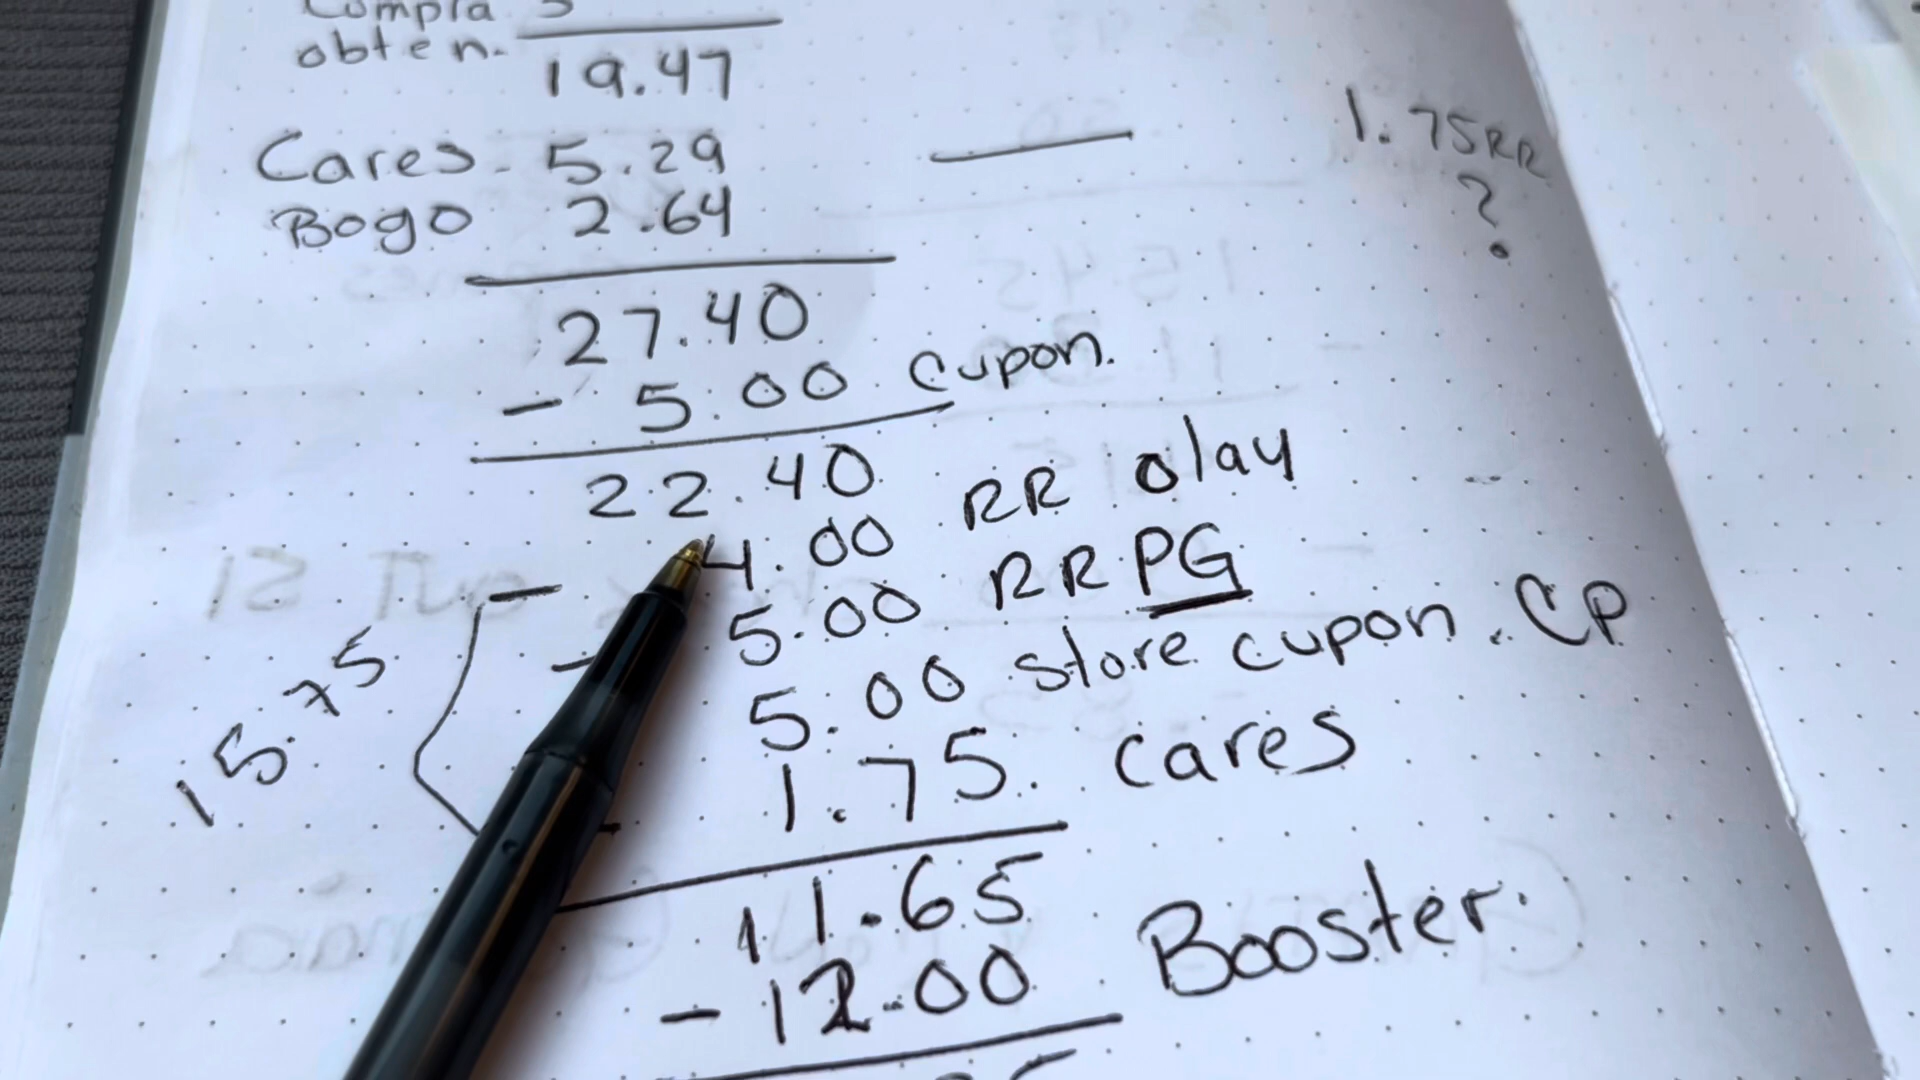 Compra 5
obten.
19.47
1.75RR
?
Cares. 5.29
Bogo 2.64
27.40
- 5.00 cupon.
22.40
- 4.00 RR olay
- 5.00 RR PG
5.00 store cupon. CP
- 1.75 cares
15.75
11.65
- 12.00 Booster.